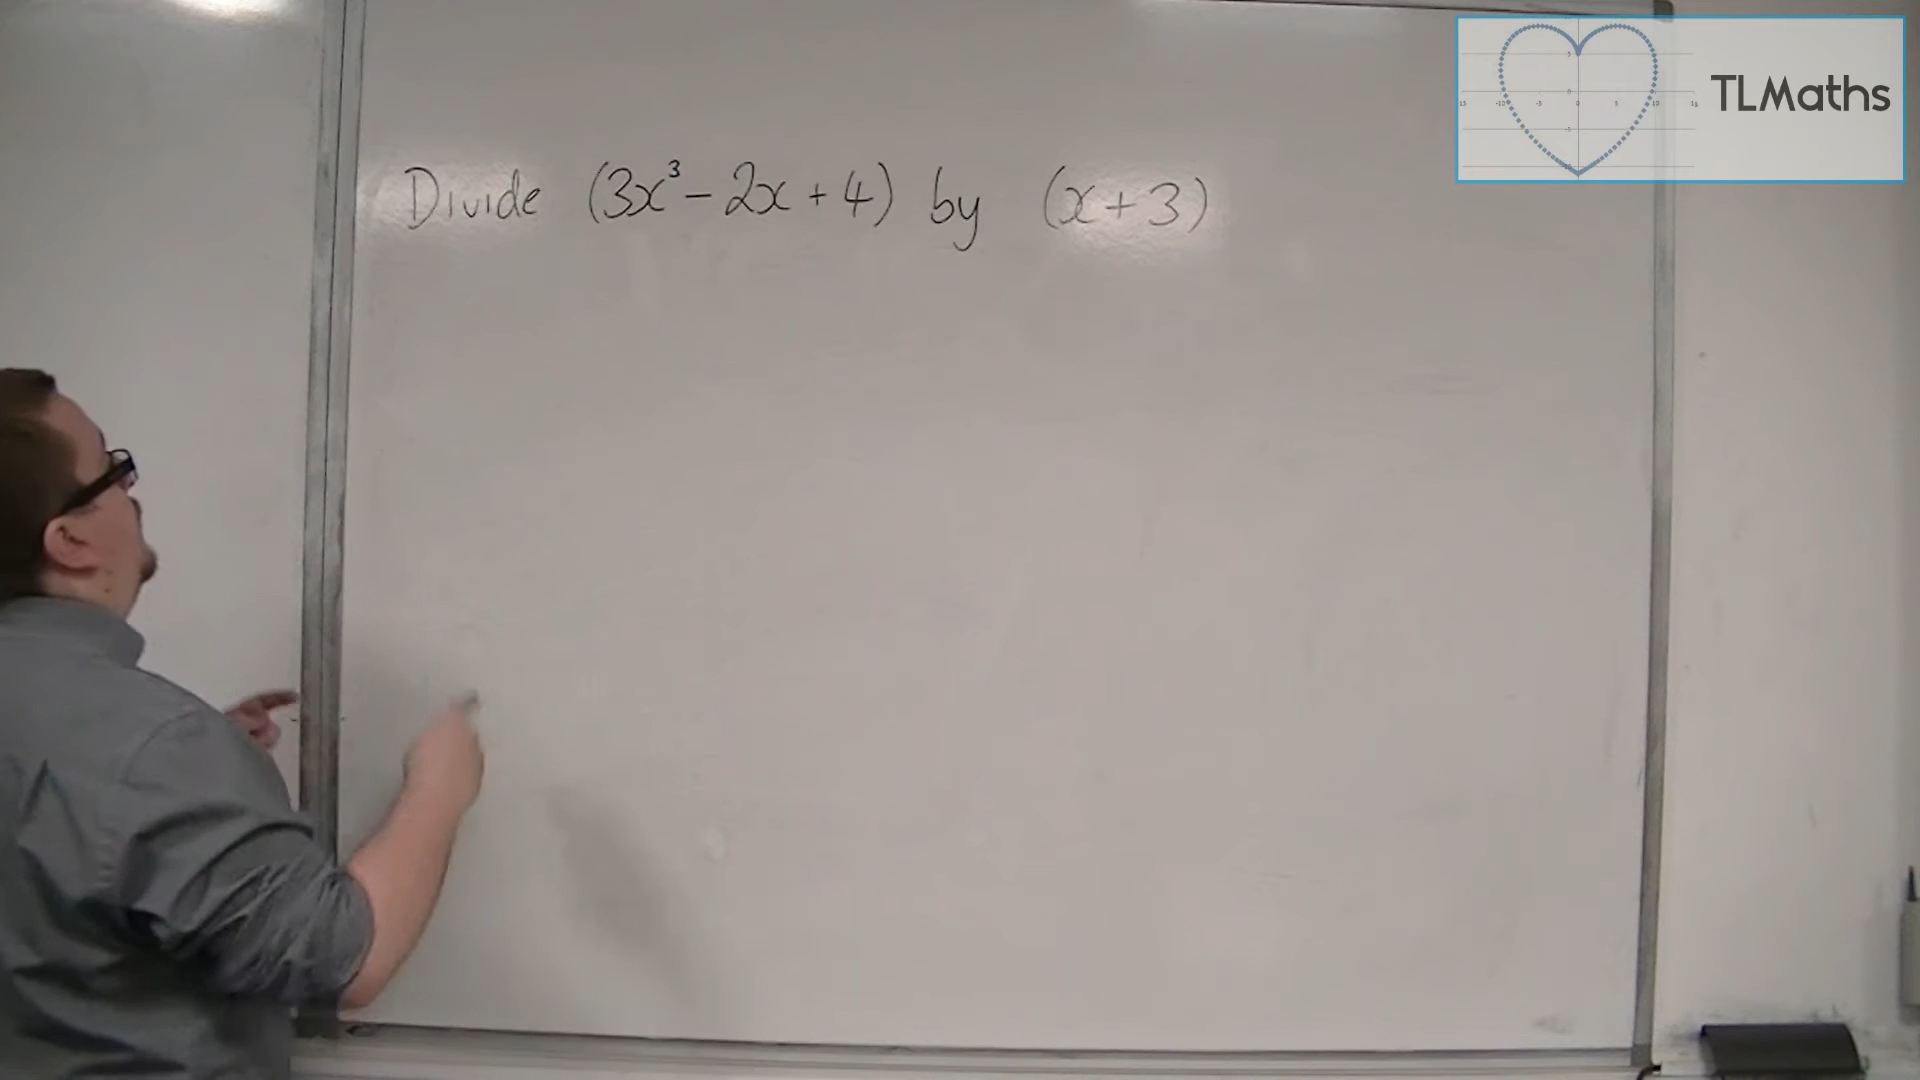 Divide (3x³ - 2x + 4) by (x + 3)
TLMaths